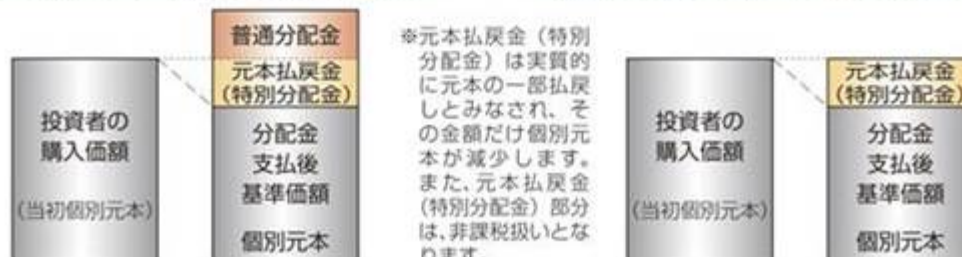 普通分配金
元本払戻金
(特別分配金)
投資者の
購入価額
(当初個別元本)
分配金
支払後
基準価額
個別元本
※元本払戻金(特別
分配金)は実質的
に元本の一部払戻
しとみなされ、そ
の金額だけ個別元
本が減少します。
また、元本払戻金
(特別分配金)部分
は、非課税扱いとな
ります。
投資者の
購入価額
(当初個別元本)
元本払戻金
(特別分配金)
分配金
支払後
基準価額
個別元本